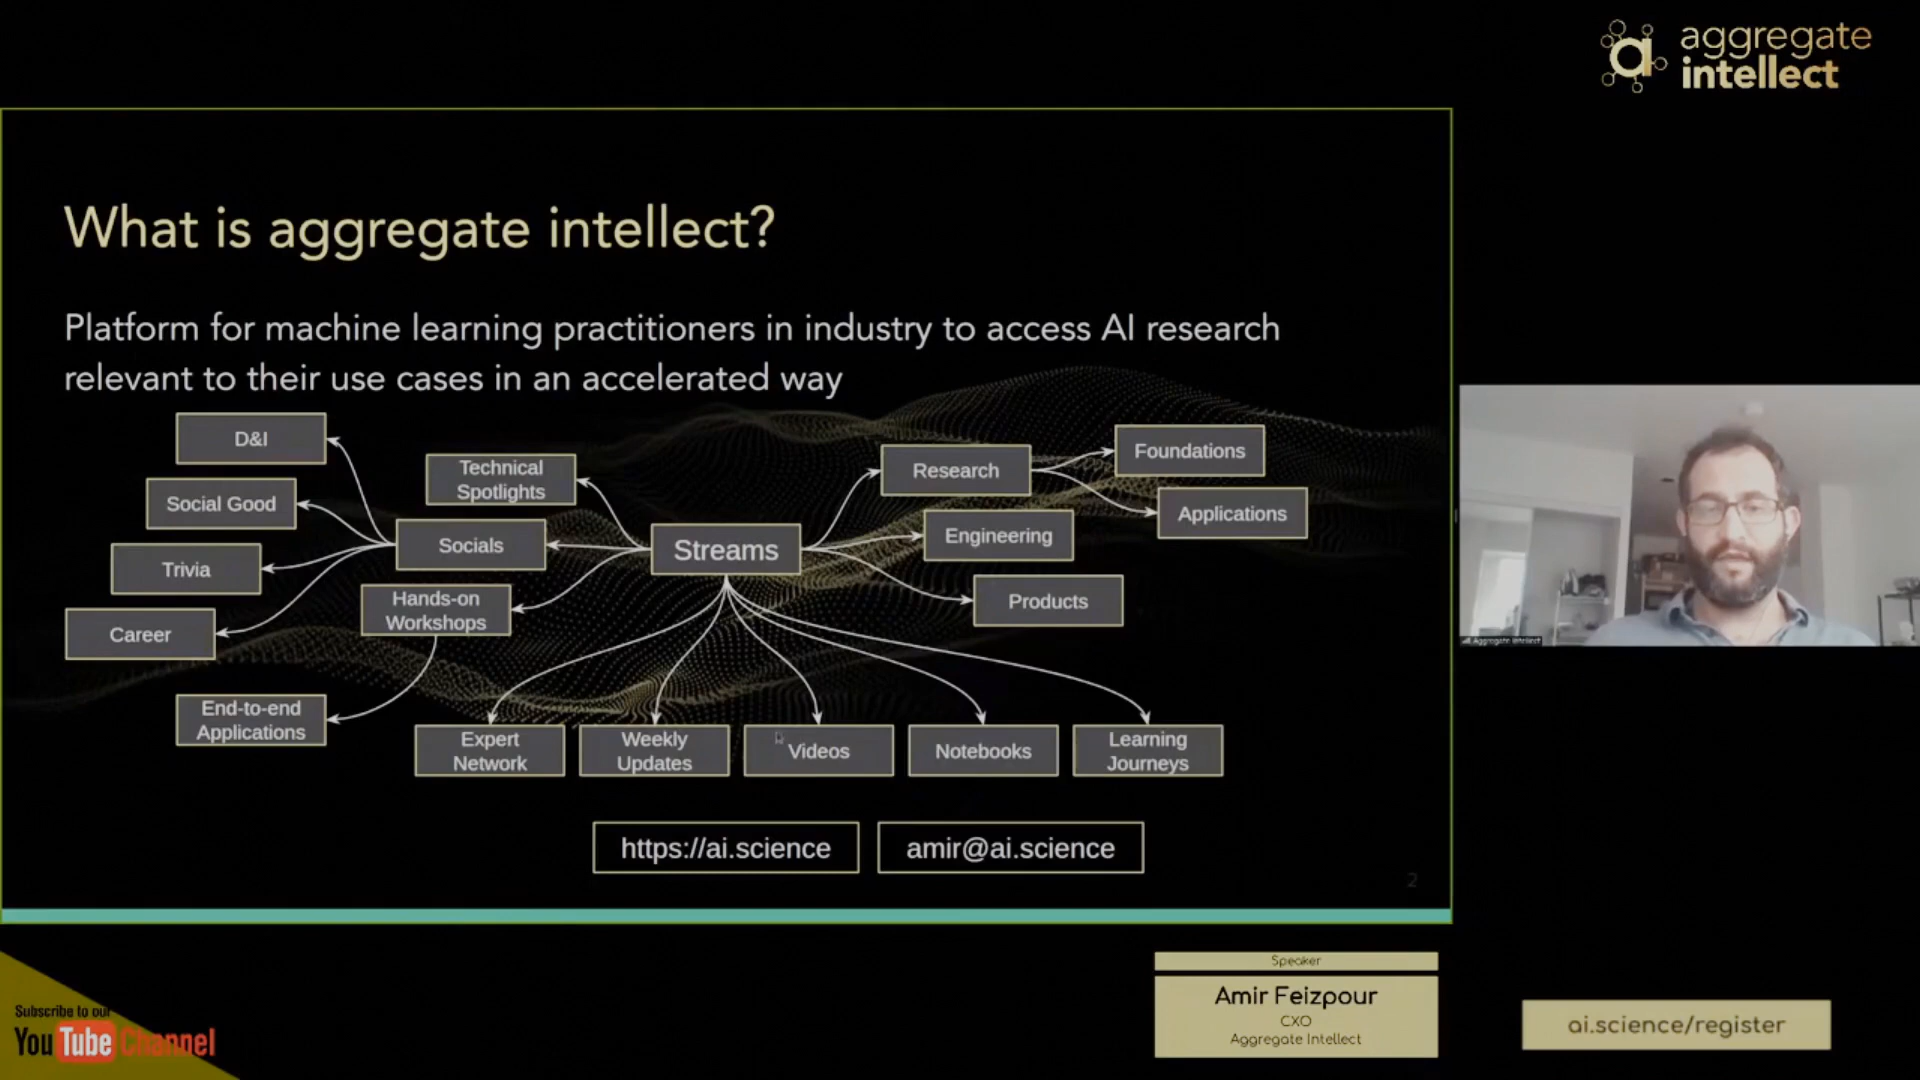 aggregate
intellect
What is aggregate intellect?
Platform for machine learning practitioners in industry to access AI research
relevant to their use cases in an accelerated way
D&I
Social Good
Trivia
Career
End-to-end
Applications
Technical
Spotlights
Socials
Hands-on
Workshops
Streams
Research
Engineering
Products
Foundations
Applications
Expert
Network
Weekly
Updates
Videos
Notebooks
Learning
Journeys
https://ai.science
amir@ai.science
2
Aggregate Intellect
Subscribe to our
YouTube Channel
Speaker
Amir Feizpour
CXO
Aggregate Intellect
ai.science/register